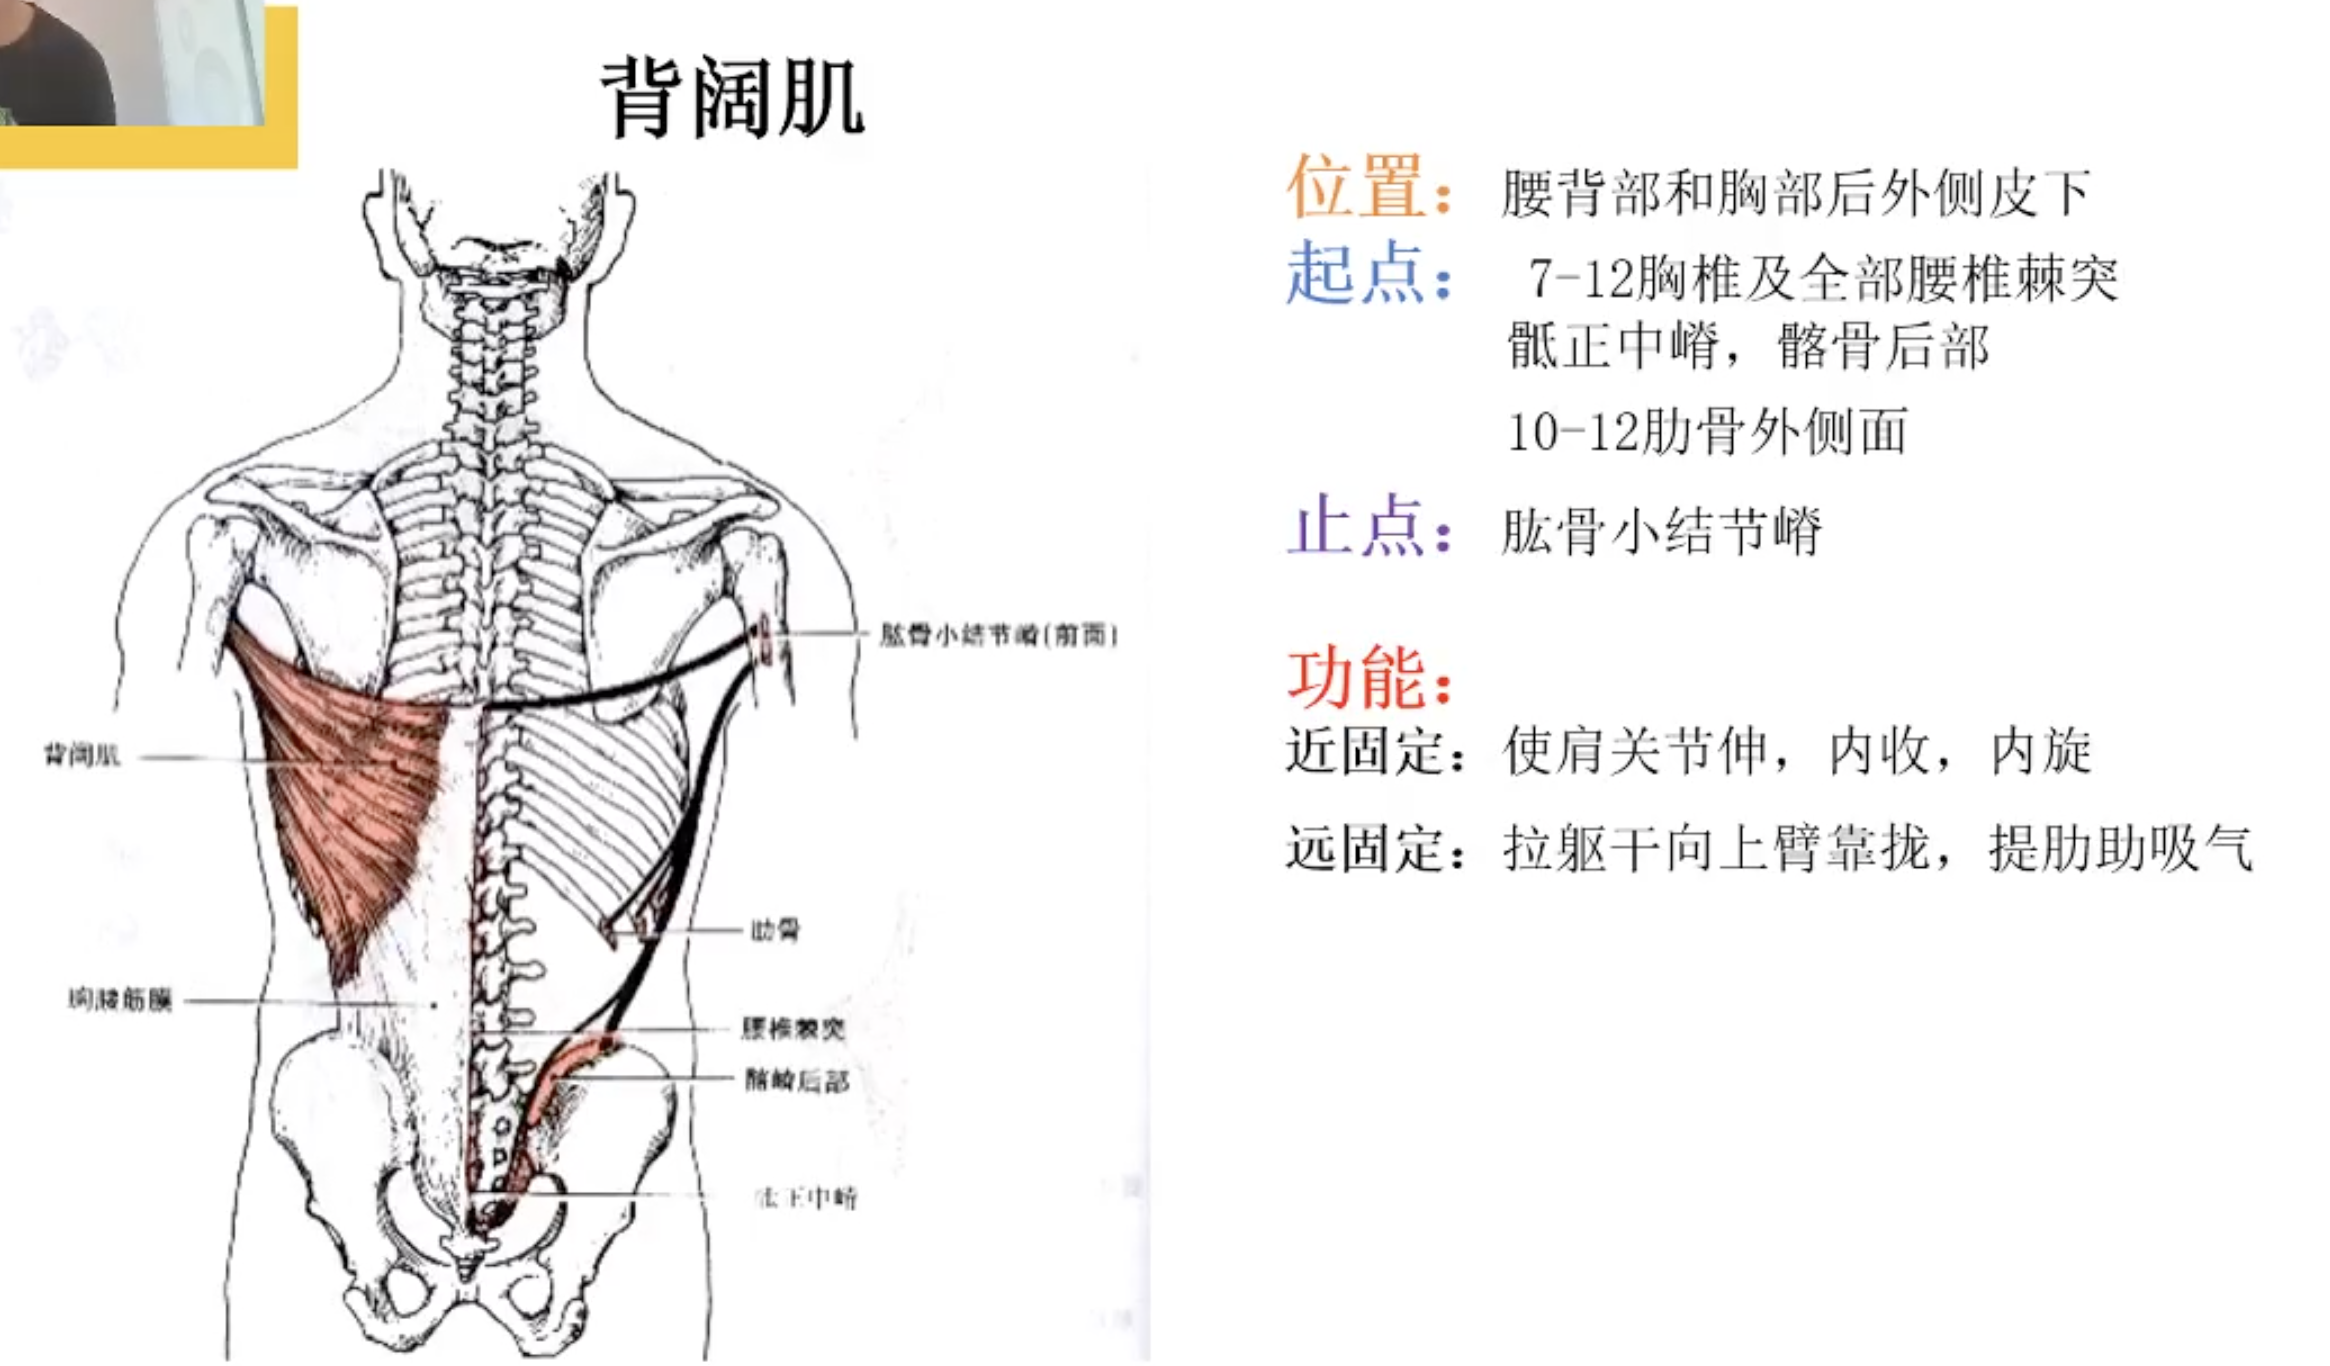 背阔肌
位置：腰背部和胸部后外侧皮下
起点：7-12胸椎及全部腰椎棘突
骶正中嵴，髂骨后部
10-12肋骨外侧面
止点：肱骨小结节嵴
功能：
近固定：使肩关节伸，内收，内旋
远固定：拉躯干向上臂靠拢，提肋助吸气
肱骨小结节嵴(前面)
背阔肌
肋骨
胸腰筋膜
腰椎棘突
髂嵴后部
骶正中嵴